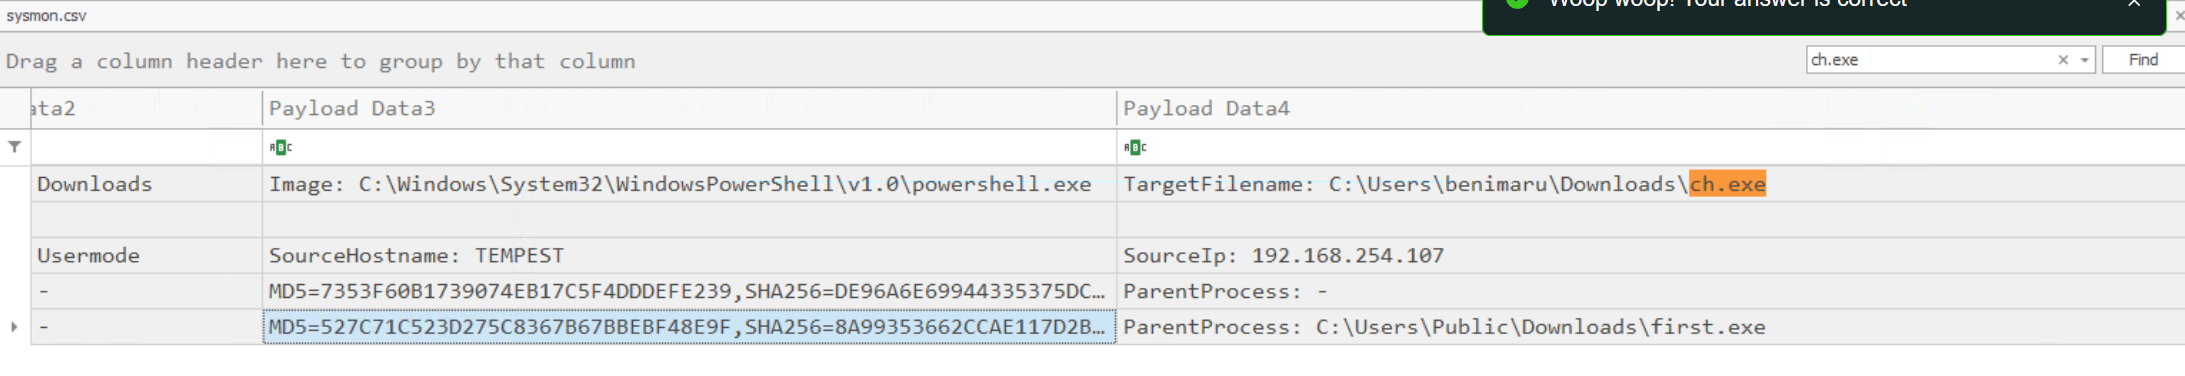 sysmon.csv
Woop woop! Your answer is correct
Drag a column header here to group by that column
ch.exe
Find
ata2 Payload Data3 Payload Data4
Downloads Image: C:\Windows\System32\WindowsPowerShell\v1.0\powershell.exe TargetFilename: C:\Users\benimaru\Downloads\ch.exe
Usermode SourceHostname: TEMPEST SourceIp: 192.168.254.107
- MD5=7353F60B1739074EB17C5F4DDDEFE239,SHA256=DE96A6E69944335375DC... ParentProcess: -
- MD5=527C71C523D275C8367B67BBEBF48E9F,SHA256=8A99353662CCAE117D2B... ParentProcess: C:\Users\Public\Downloads\first.exe